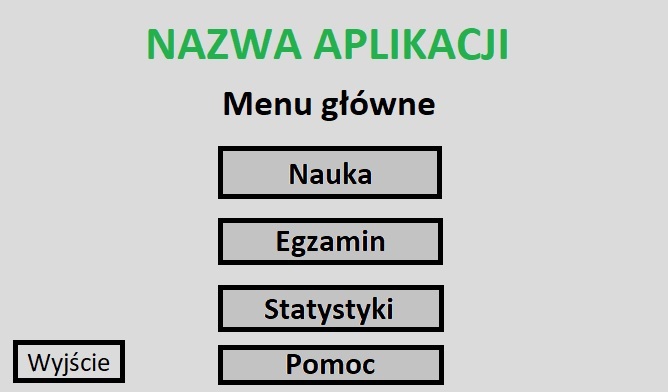 NAZWA APLIKACJI
Menu główne
Nauka
Egzamin
Statystyki
Pomoc
Wyjście